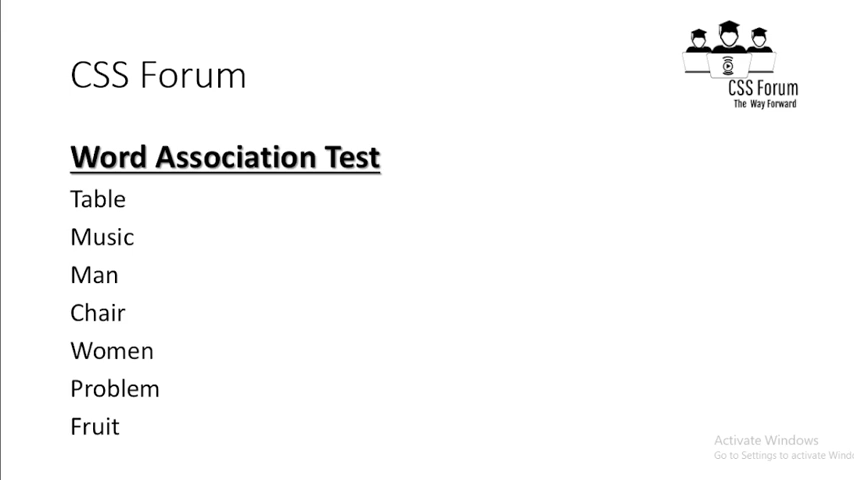 CSS Forum
CSS Forum
The Way Forward
Word Association Test
Table
Music
Man
Chair
Women
Problem
Fruit
Activate Windows
Go to Settings to activate Windo